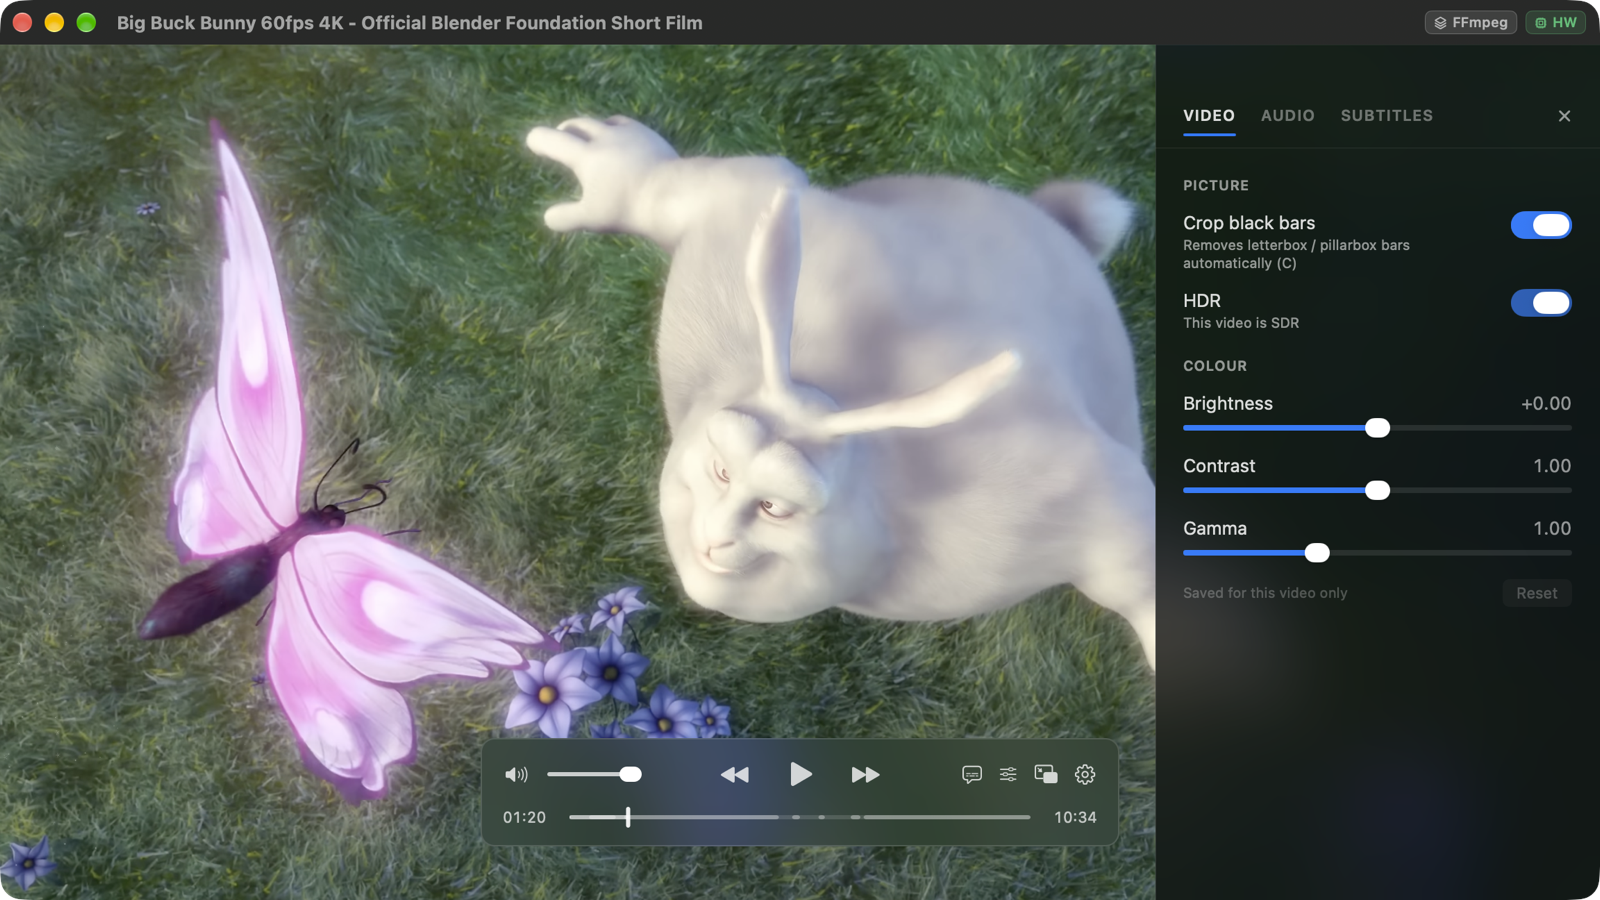 Big Buck Bunny 60fps 4K - Official Blender Foundation Short Film
FFmpeg
HW
VIDEO
AUDIO
SUBTITLES
PICTURE
Crop black bars
Removes letterbox / pillarbox bars
automatically (C)
HDR
This video is SDR
COLOUR
Brightness
+0.00
Contrast
1.00
Gamma
1.00
Saved for this video only
Reset
01:20
10:34